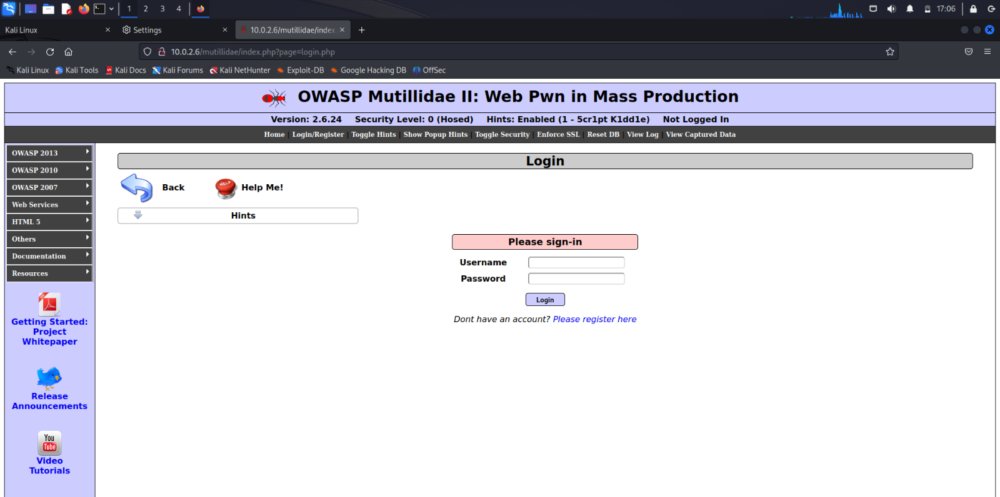 1 2 3 4 17:06
Kali Linux Settings 10.0.2.6/mutillidae/index.
10.0.2.6/mutillidae/index.php?page=login.php
Kali Linux Kali Tools Kali Docs Kali Forums Kali NetHunter Exploit-DB Google Hacking DB OffSec
OWASP Mutillidae II: Web Pwn in Mass Production
Version: 2.6.24 Security Level: 0 (Hosed) Hints: Enabled (1 - 5cr1pt K1dd1e) Not Logged In
Home | Login/Register | Toggle Hints | Show Popup Hints | Toggle Security | Enforce SSL | Reset DB | View Log | View Captured Data
OWASP 2013
OWASP 2010
OWASP 2007
Web Services
HTML 5
Others
Documentation
Resources
Getting Started:
Project
Whitepaper
Release
Announcements
You
Tube
Video
Tutorials
Login
Back HELP Help Me!
Hints
Please sign-in
Username
Password
Login
Dont have an account? Please register here